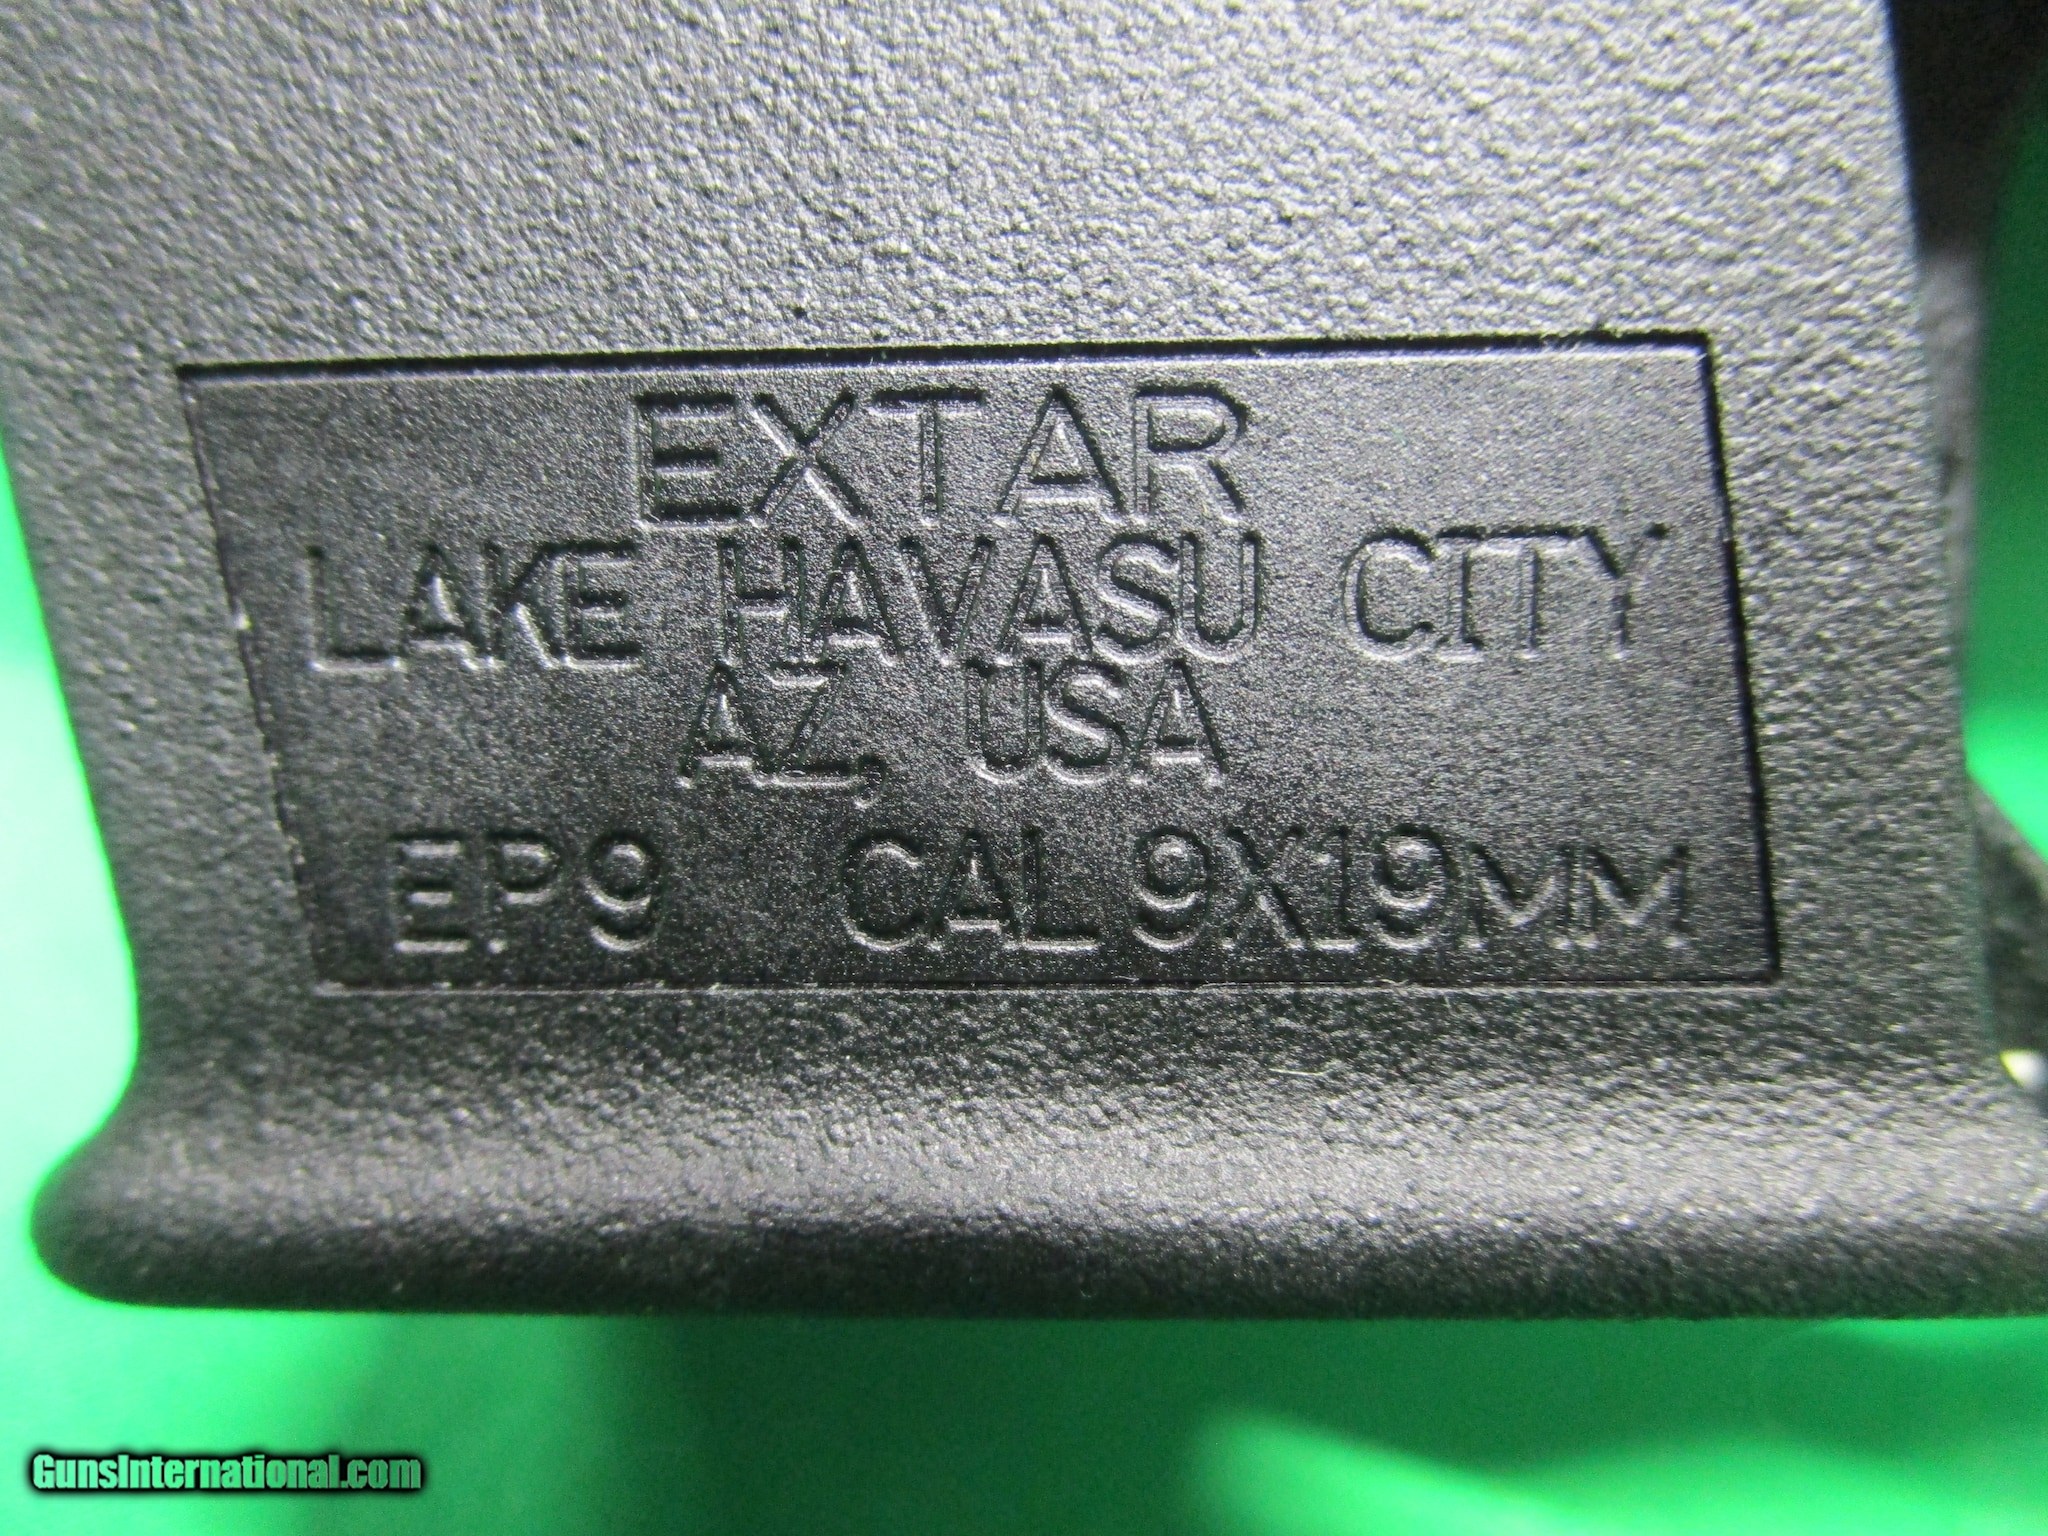 EXTAR
LAKE HAVASU CITY
AZ, USA
EP9 CAL 9X19MM
GunsInternational.com